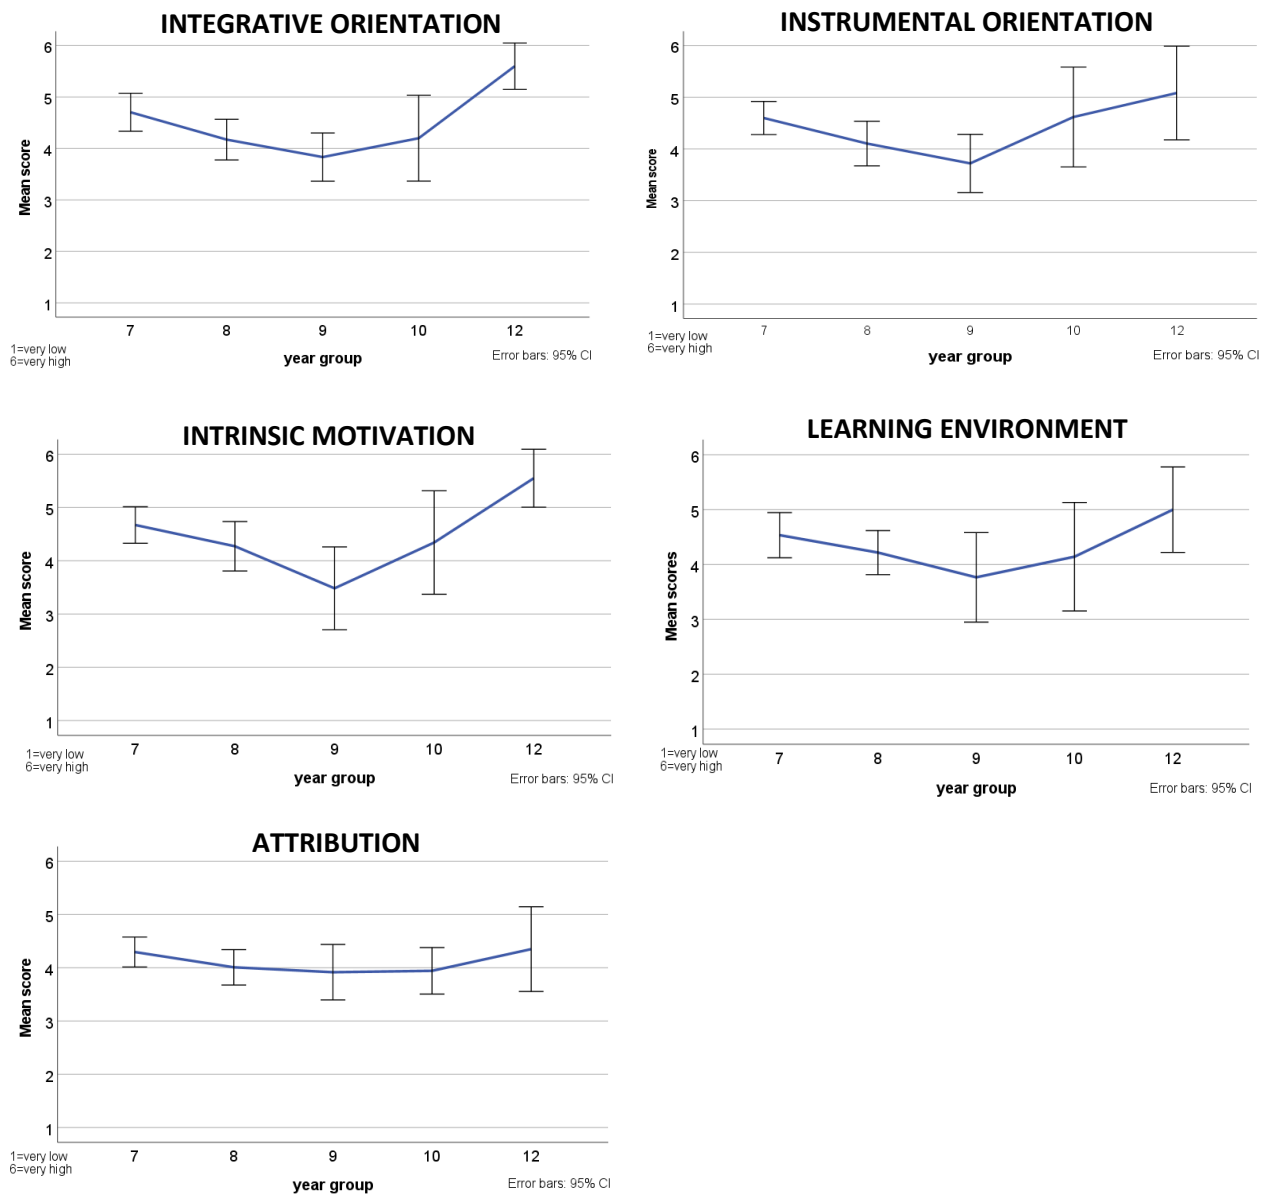 INTEGRATIVE ORIENTATION
6
5
4
3
2
1
Mean score
7 8 9 10 12
1=very low
6=very high
year group
Error bars: 95% CI
INSTRUMENTAL ORIENTATION
6
5
4
3
2
1
Mean score
7 8 9 10 12
1=very low
6=very high
year group
Error bars: 95% CI
INTRINSIC MOTIVATION
6
5
4
3
2
1
Mean score
7 8 9 10 12
1=very low
6=very high
year group
Error bars: 95% CI
LEARNING ENVIRONMENT
6
5
4
3
2
1
Mean scores
7 8 9 10 12
1=very low
6=very high
year group
Error bars: 95% CI
ATTRIBUTION
6
5
4
3
2
1
Mean score
7 8 9 10 12
1=very low
6=very high
year group
Error bars: 95% CI